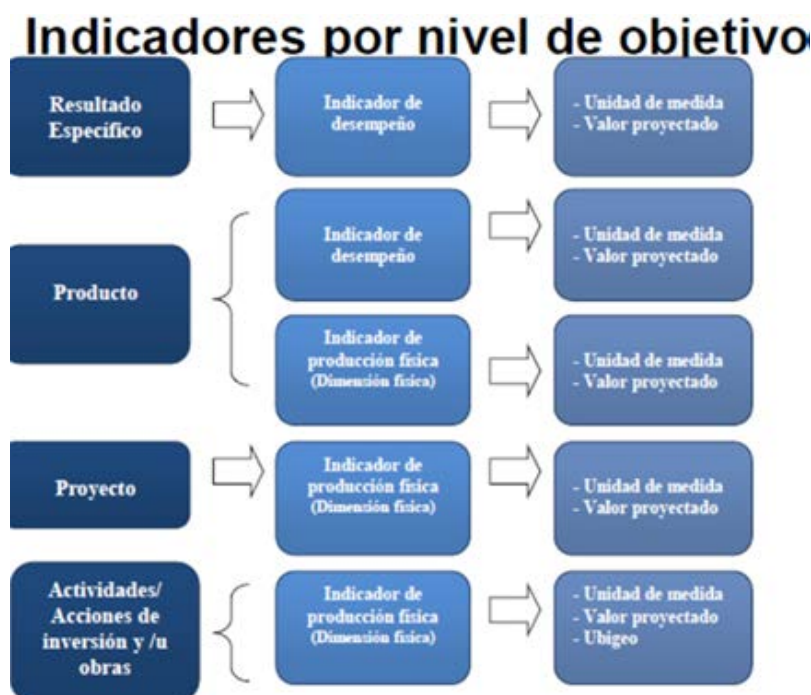 Indicadores por nivel de objetivo
Resultado
Específico
Indicador de
desempeño
- Unidad de medida
- Valor proyectado
Producto
Indicador de
desempeño
- Unidad de medida
- Valor proyectado
Indicador de
producción física
(Dimensión física)
- Unidad de medida
- Valor proyectado
Proyecto
Indicador de
producción física
(Dimensión física)
- Unidad de medida
- Valor proyectado
Actividades/
Acciones de
inversión y /u
obras
Indicador de
producción física
(Dimensión física)
- Unidad de medida
- Valor proyectado
- Ubigeo